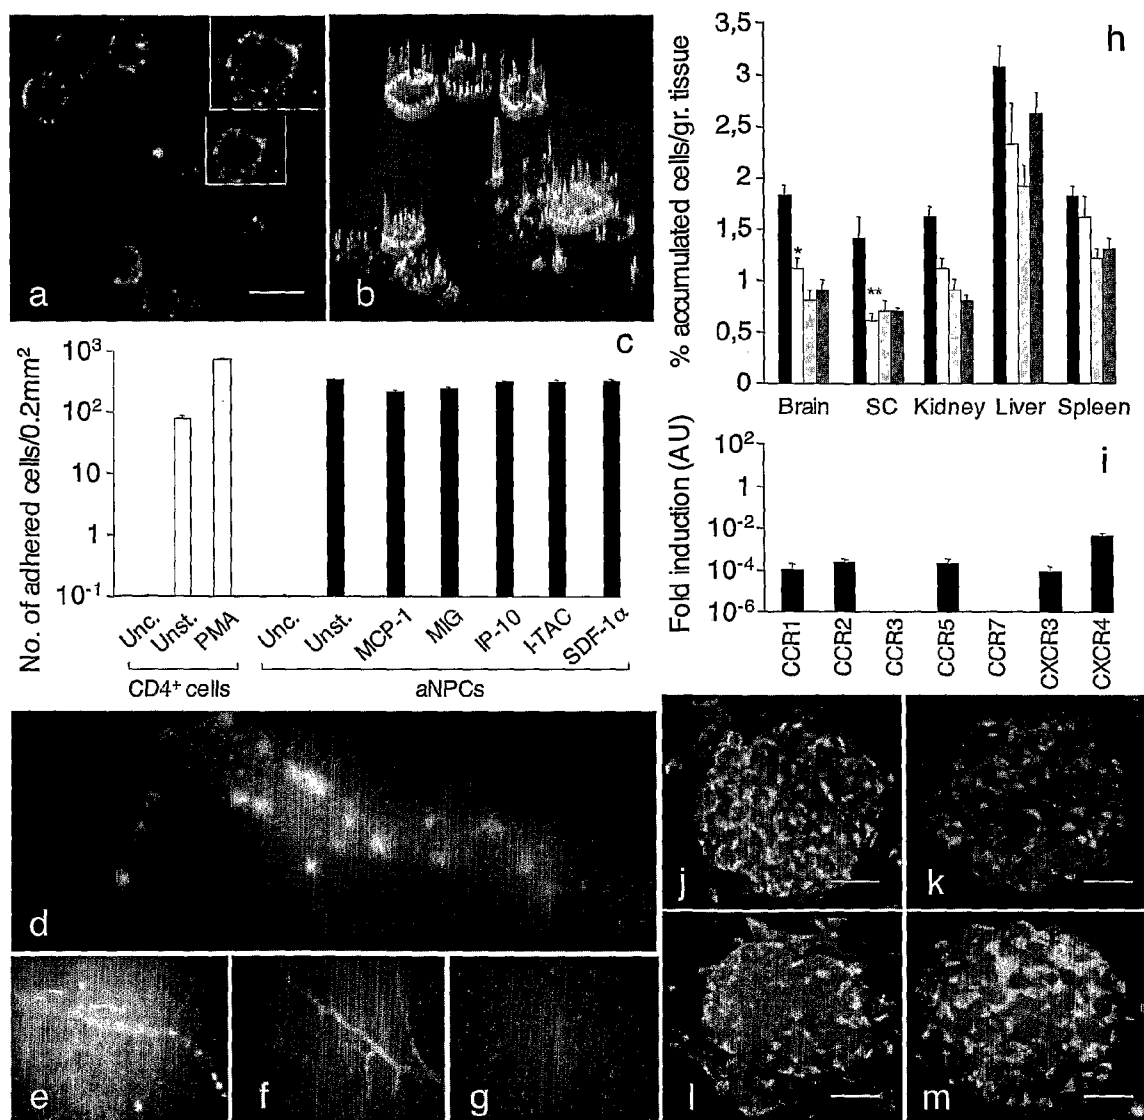 a
b
c
No. of adhered cells/0.2mm²
10³
10²
10
1
10⁻¹
Unc.
Unst.
PMA
Unc.
Unst.
MCP-1
MIG
IP-10
I-TAC
SDF-1α
CD4⁺ cells
aNPCs
d
e
f
g
h
% accumulated cells/gr. tissue
3,5
3
2,5
2
1,5
1
0,5
0
*
**
Brain
SC
Kidney
Liver
Spleen
i
Fold induction (AU)
10²
1
10⁻²
10⁻⁴
10⁻⁶
CCR1
CCR2
CCR3
CCR5
CCR7
CXCR3
CXCR4
j
k
l
m